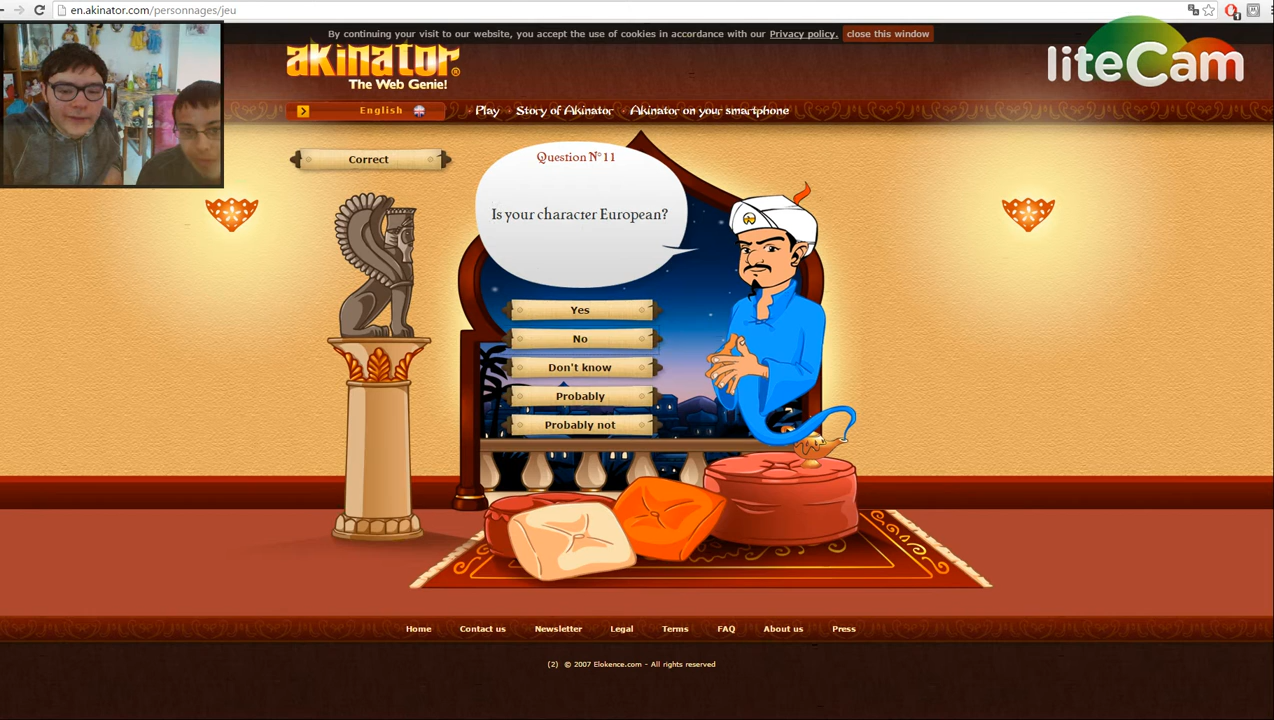 en.akinator.com/personnages/jeu
By continuing your visit to our website, you accept the use of cookies in accordance with our Privacy policy. close this window
akinator®
The Web Genie!
liteCam
English
Play
Story of Akinator
Akinator on your smartphone
Correct
Question N°11
Is your character European?
Yes
No
Don't know
Probably
Probably not
Home Contact us Newsletter Legal Terms FAQ About us Press
(2) © 2007 Elokence.com - All rights reserved